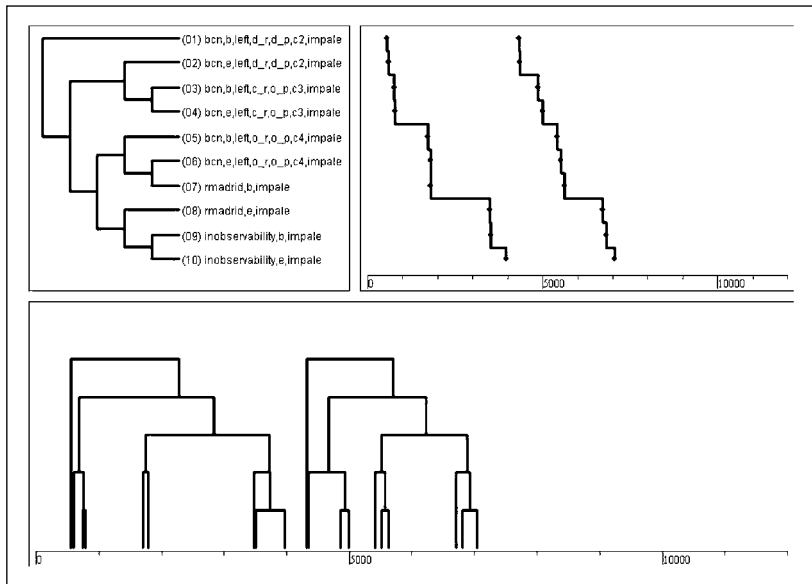 (01) bcn,b,left,d_r,d_p,c2,impale
(02) bcn,e,left,d_r,d_p,c2,impale
(03) bcn,b,left,c_r,o_p,c3,impale
(04) bcn,e,left,c_r,o_p,c3,impale
(05) bcn,b,left,o_r,o_p,c4,impale
(06) bcn,e,left,o_r,o_p,c4,impale
(07) rmadrid,b,impale
(08) rmadrid,e,impale
(09) inobservability,b,impale
(10) inobservability,e,impale
0 5000 10000
0 5000 10000